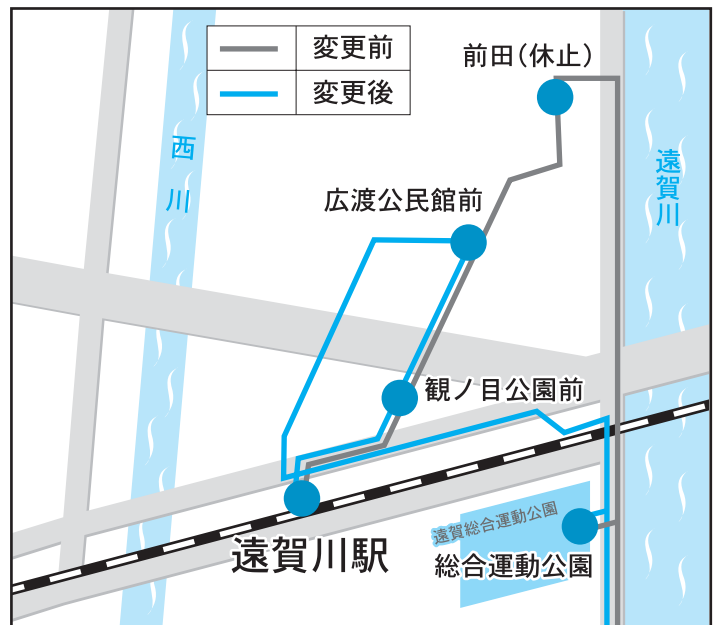 変更前
変更後
前田(休止)
西川
遠賀川
広渡公民館前
観ノ目公園前
遠賀総合運動公園
遠賀川駅
総合運動公園